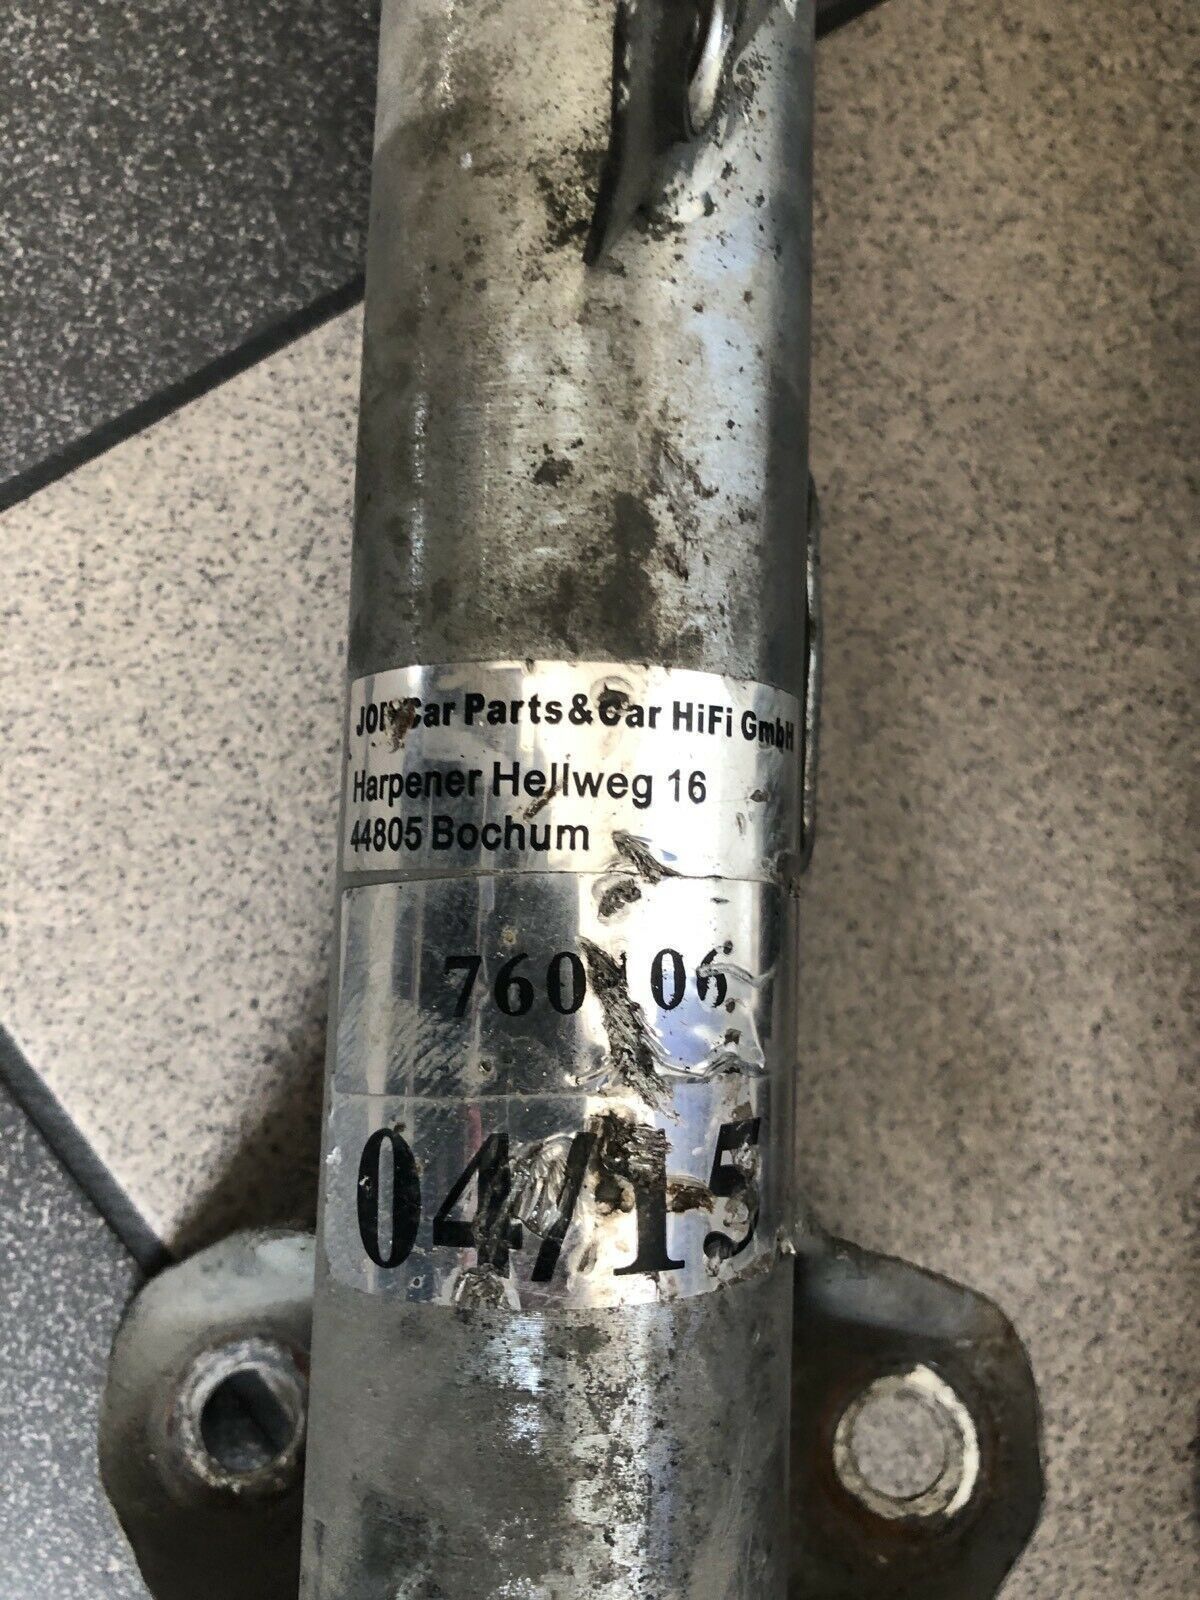 Car Parts&Car HiFi GmbH
Harpener Hellweg 16
44805 Bochum
04/15